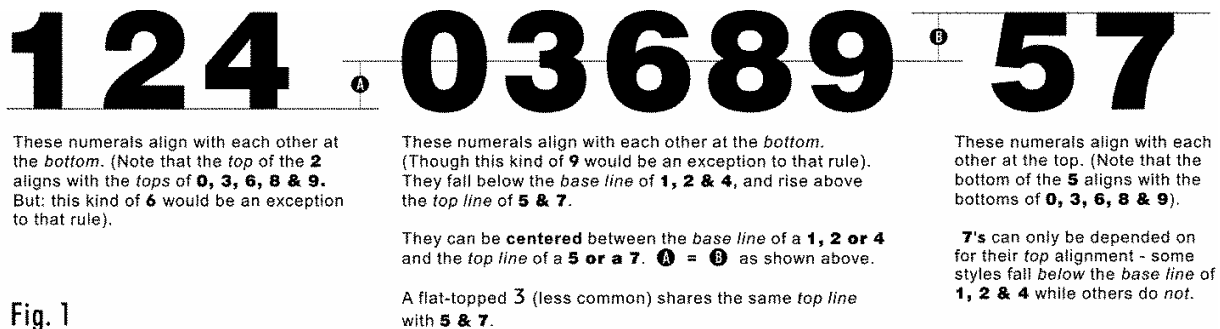 124 A 03689 B 57
These numerals align with each other at
the bottom. (Note that the top of the 2
aligns with the tops of 0, 3, 6, 8 & 9.
But: this kind of 6 would be an exception
to that rule).
Fig. 1
These numerals align with each other at the bottom.
(Though this kind of 9 would be an exception to that rule).
They fall below the base line of 1, 2 & 4, and rise above
the top line of 5 & 7.
They can be centered between the base line of a 1, 2 or 4
and the top line of a 5 or a 7. A = B as shown above.
A flat-topped 3 (less common) shares the same top line
with 5 & 7.
These numerals align with each
other at the top. (Note that the
bottom of the 5 aligns with the
bottoms of 0, 3, 6, 8 & 9).
7's can only be depended on
for their top alignment - some
styles fall below the base line of
1, 2 & 4 while others do not.